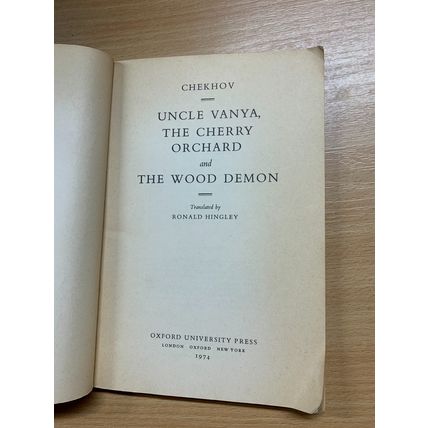 CHEKHOV
UNCLE VANYA,
THE CHERRY
ORCHARD
and
THE WOOD DEMON
Translated by
RONALD HINGLEY
OXFORD UNIVERSITY PRESS
LONDON OXFORD NEW YORK
1974